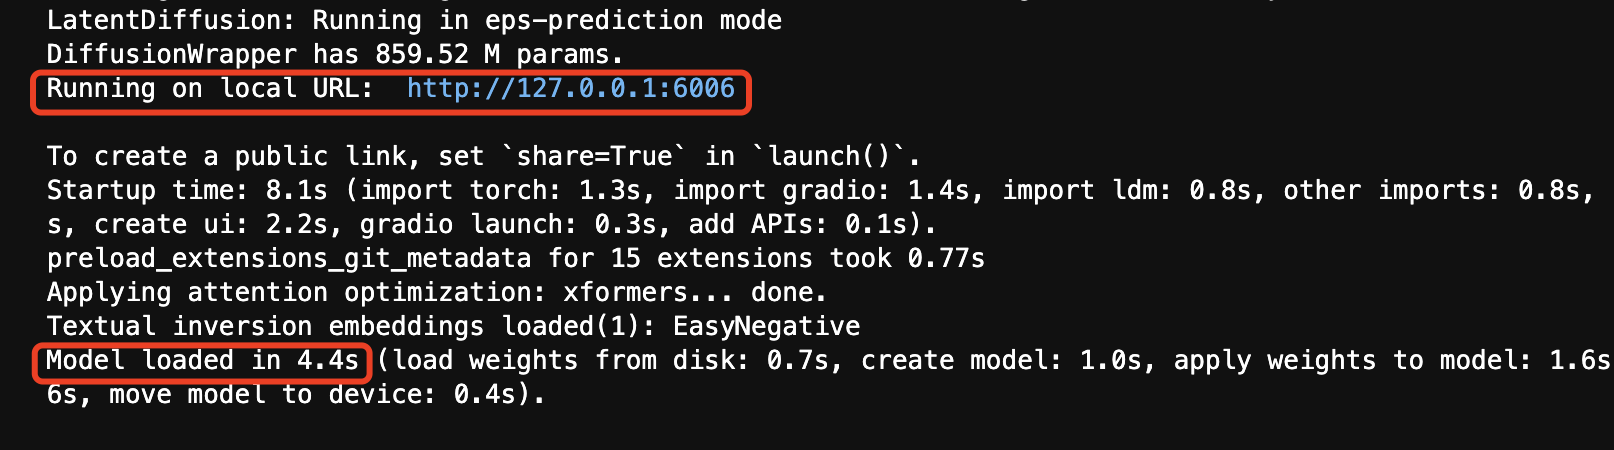 LatentDiffusion: Running in eps-prediction mode
DiffusionWrapper has 859.52 M params.
Running on local URL:  http://127.0.0.1:6006
To create a public link, set `share=True` in `launch()`.
Startup time: 8.1s (import torch: 1.3s, import gradio: 1.4s, import ldm: 0.8s, other imports: 0.8s,
s, create ui: 2.2s, gradio launch: 0.3s, add APIs: 0.1s).
preload_extensions_git_metadata for 15 extensions took 0.77s
Applying attention optimization: xformers... done.
Textual inversion embeddings loaded(1): EasyNegative
Model loaded in 4.4s (load weights from disk: 0.7s, create model: 1.0s, apply weights to model: 1.6s
6s, move model to device: 0.4s).